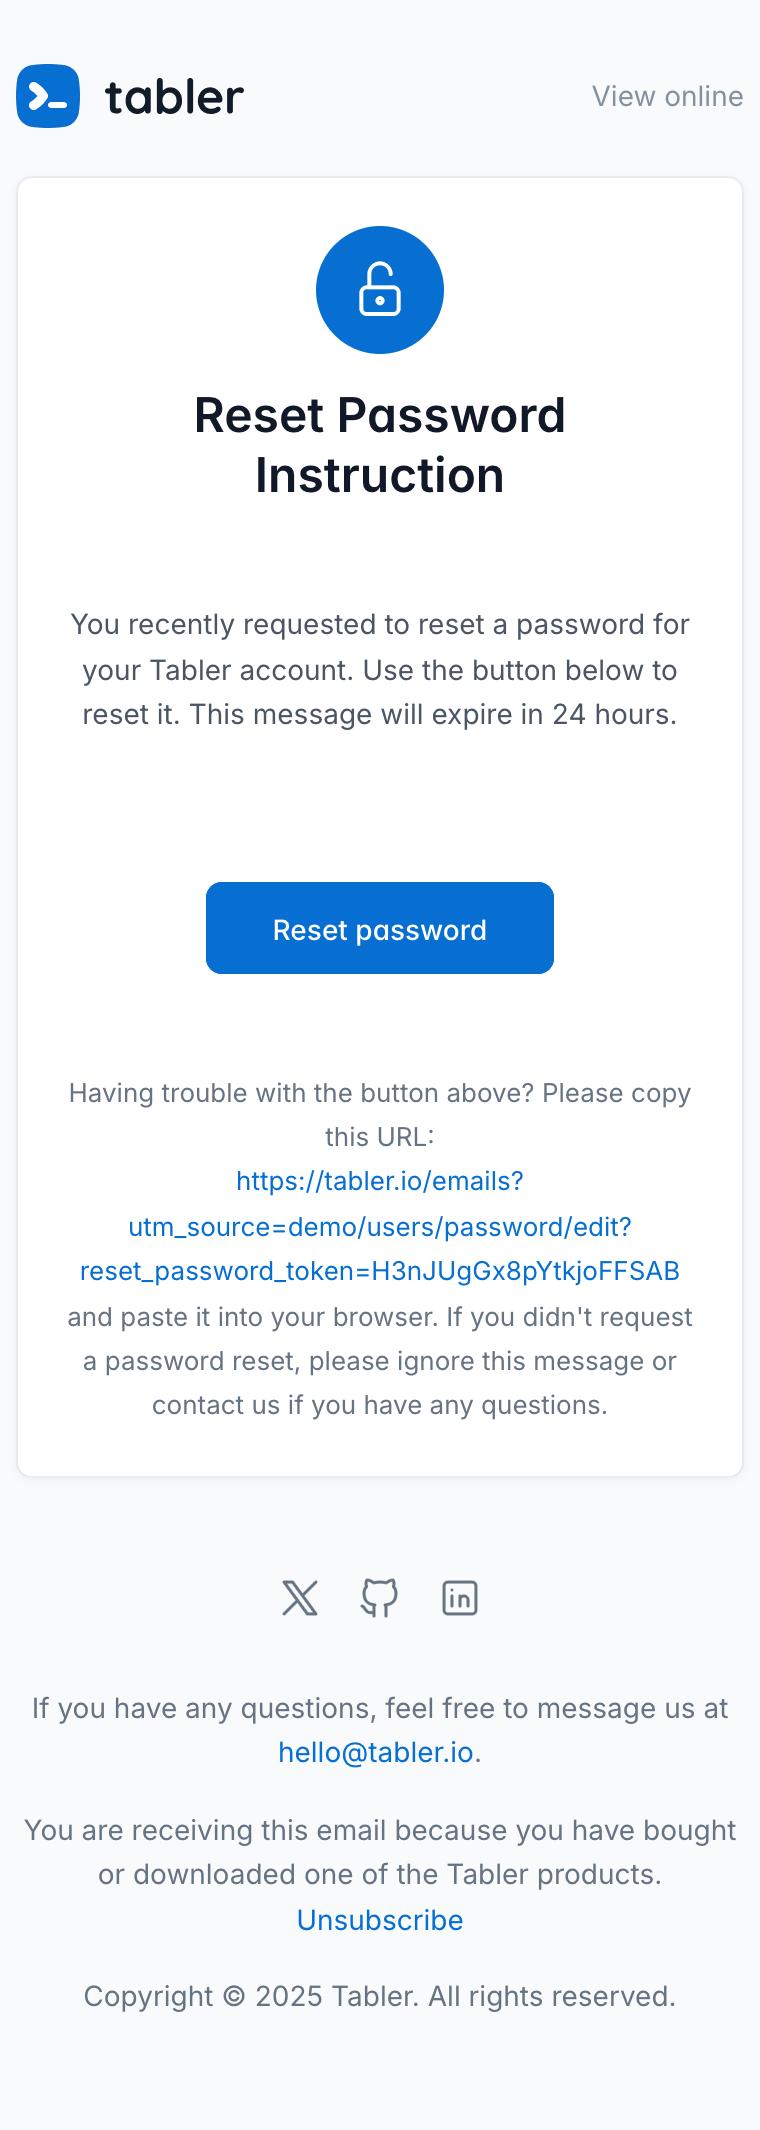 tabler
View online
Reset Password
Instruction
You recently requested to reset a password for
your Tabler account. Use the button below to
reset it. This message will expire in 24 hours.
Reset password
Having trouble with the button above? Please copy
this URL:
https://tabler.io/emails?
utm_source=demo/users/password/edit?
reset_password_token=H3nJUgGx8pYtkjoFFSAB
and paste it into your browser. If you didn't request
a password reset, please ignore this message or
contact us if you have any questions.
If you have any questions, feel free to message us at
hello@tabler.io.
You are receiving this email because you have bought
or downloaded one of the Tabler products.
Unsubscribe
Copyright © 2025 Tabler. All rights reserved.